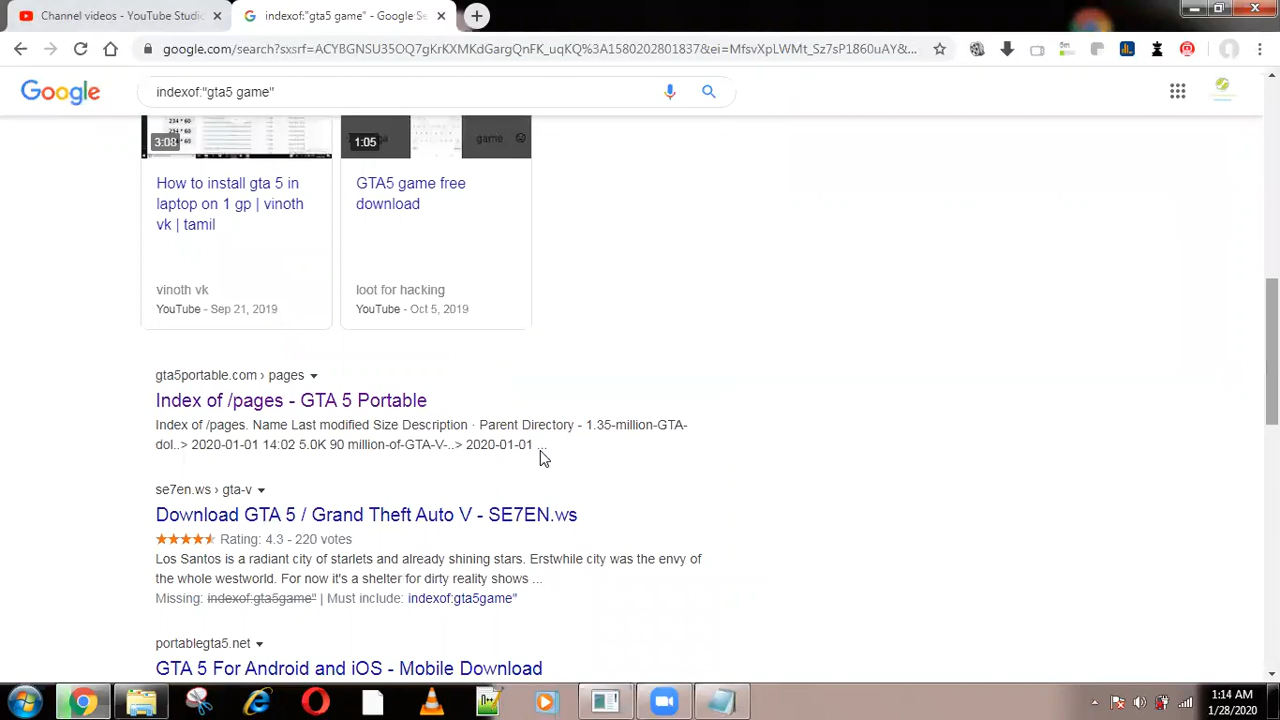 Channel videos - YouTube Studio
indexof:"gta5 game" - Google Se
google.com/search?sxsrf=ACYBGNSU35OQ7gKrKXMKdGargQnFK_uqKQ%3A1580202801837&ei=MfsvXpLWMt_Sz7sP1860uAY&...
Google
indexof:"gta5 game"
3:08
1:05
game
How to install gta 5 in
laptop on 1 gp | vinoth
vk | tamil
vinoth vk
YouTube - Sep 21, 2019
GTA5 game free
download
loot for hacking
YouTube - Oct 5, 2019
gta5portable.com › pages
Index of /pages - GTA 5 Portable
Index of /pages. Name Last modified Size Description · Parent Directory - 1.35-million-GTA-
dol..> 2020-01-01 14:02 5.0K 90 million-of-GTA-V-..> 2020-01-01 ...
se7en.ws › gta-v
Download GTA 5 / Grand Theft Auto V - SE7EN.ws
Rating: 4.3 - 220 votes
Los Santos is a radiant city of starlets and already shining stars. Erstwhile city was the envy of
the whole westworld. For now it's a shelter for dirty reality shows ...
Missing: indexof:gta5game" | Must include: indexof:gta5game"
portablegta5.net
GTA 5 For Android and iOS - Mobile Download
1:14 AM
1/28/2020